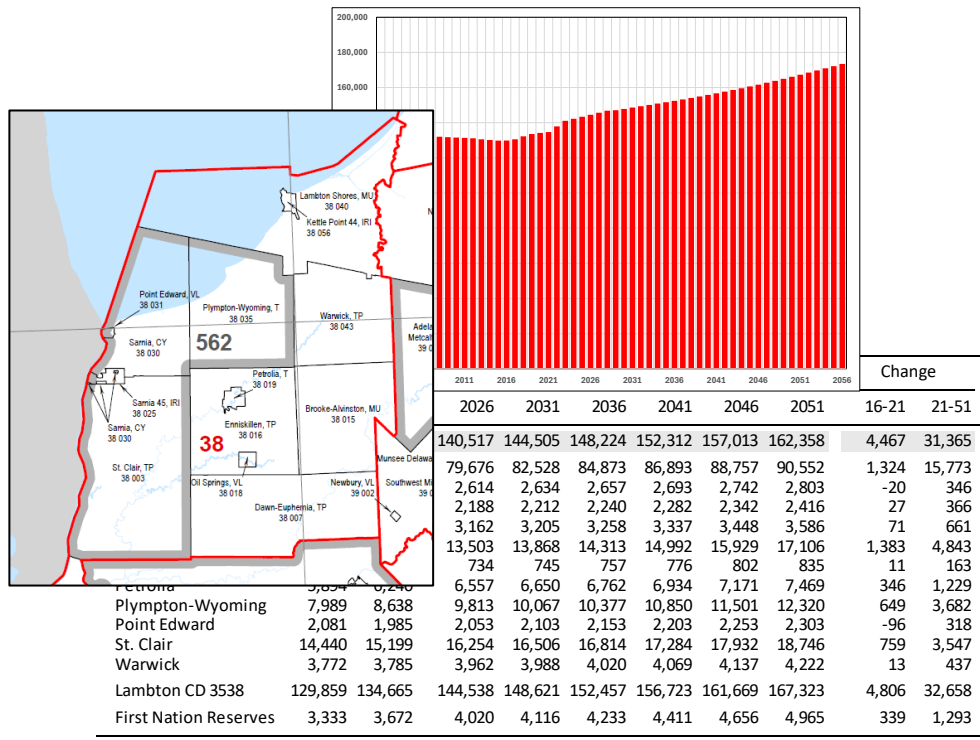 200,000
180,000
160,000
2011 2016 2021 2026 2031 2036 2041 2046 2051 2056
Lambton Shores, MU
38 040
Kettle Point 44, IRI
38 056
N
Point Edward, VL
38 031
Plympton-Wyoming, T
38 035
Warwick, TP
38 043
Adela
Metcalf
39 0
Sarnia, CY
38 030
562
Petrolia, T
38 019
Sarnia 45, IRI
38 025
Brooke-Alvinston, MU
38 015
Sarnia, CY
38 030
Enniskillen, TP
38 016
38
St. Clair, TP
38 003
Munsee Delawa
Oil Springs, VL
38 018
Newbury, VL
39 002
Southwest Mi
39 0
Dawn-Euphemia, TP
38 007
Change
2026 2031 2036 2041 2046 2051 16-21 21-51
140,517 144,505 148,224 152,312 157,013 162,358 4,467 31,365
79,676 82,528 84,873 86,893 88,757 90,552 1,324 15,773
2,614 2,634 2,657 2,693 2,742 2,803 -20 346
2,188 2,212 2,240 2,282 2,342 2,416 27 366
3,162 3,205 3,258 3,337 3,448 3,586 71 661
13,503 13,868 14,313 14,992 15,929 17,106 1,383 4,843
734 745 757 776 802 835 11 163
Petrolia 5,894 6,240 6,557 6,650 6,762 6,934 7,171 7,469 346 1,229
Plympton-Wyoming 7,989 8,638 9,813 10,067 10,377 10,850 11,501 12,320 649 3,682
Point Edward 2,081 1,985 2,053 2,103 2,153 2,203 2,253 2,303 -96 318
St. Clair 14,440 15,199 16,254 16,506 16,814 17,284 17,932 18,746 759 3,547
Warwick 3,772 3,785 3,962 3,988 4,020 4,069 4,137 4,222 13 437
Lambton CD 3538 129,859 134,665 144,538 148,621 152,457 156,723 161,669 167,323 4,806 32,658
First Nation Reserves 3,333 3,672 4,020 4,116 4,233 4,411 4,656 4,965 339 1,293